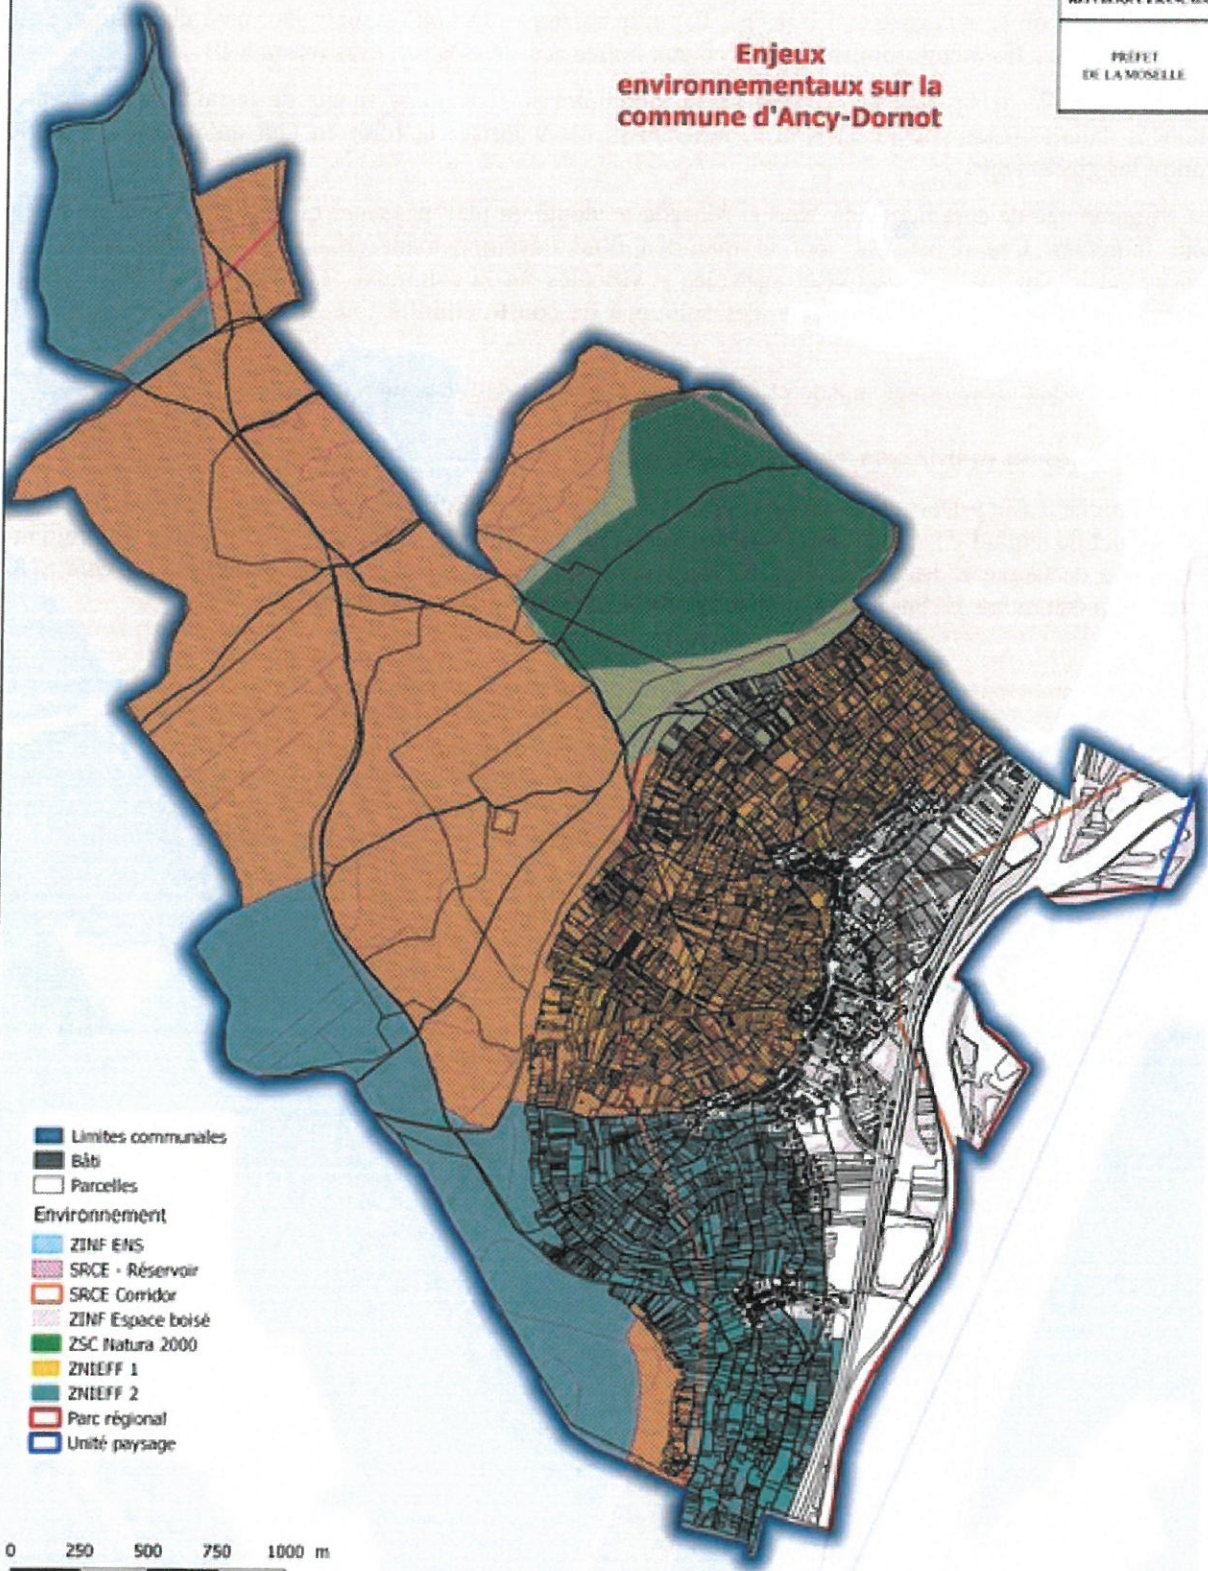 RÉPUBLIQUE FRANÇAISE
PRÉFET
DE LA MOSELLE
Enjeux
environnementaux sur la
commune d'Ancy-Dornot
Limites communales
Bâti
Parcelles
Environnement
ZINF ENS
SRCE - Réservoir
SRCE Corridor
ZINF Espace boisé
ZSC Natura 2000
ZNIEFF 1
ZNIEFF 2
Parc régional
Unité paysage
0 250 500 750 1000 m